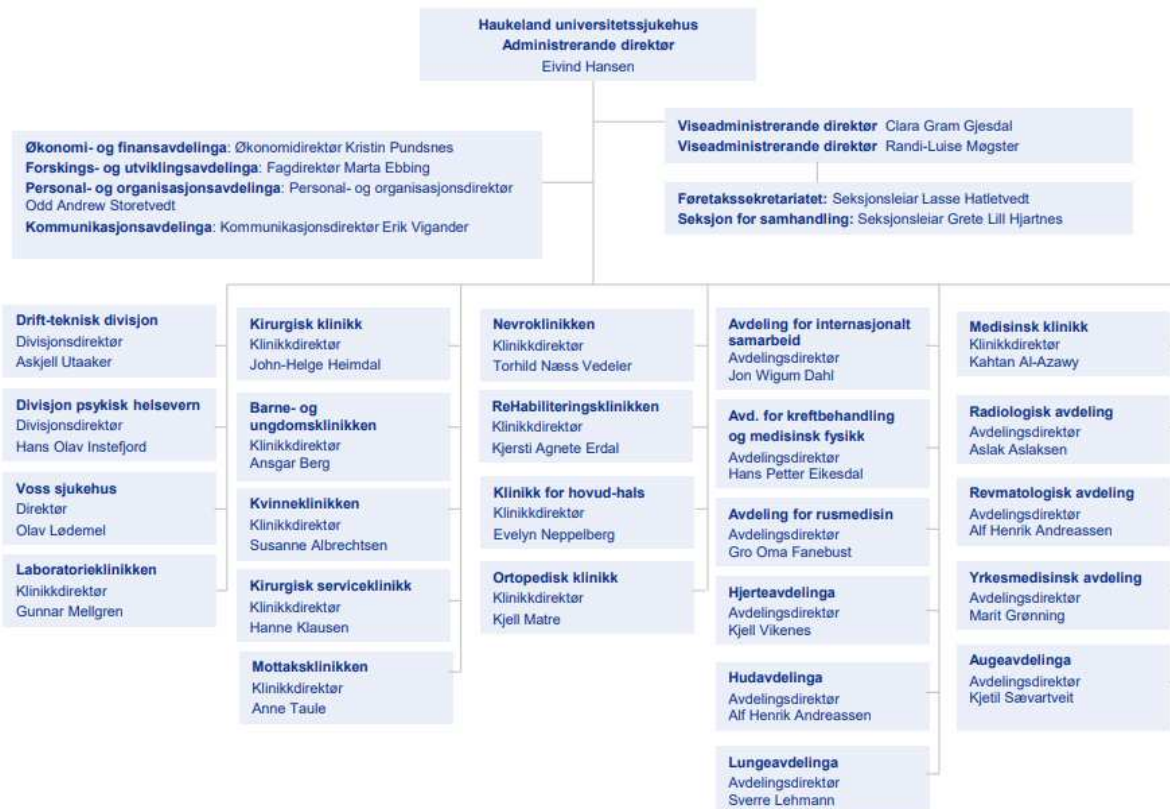 Haukeland universitetssjukehus
Administrerande direktør
Eivind Hansen
Viseadministrerande direktør Clara Gram Gjesdal
Viseadministrerande direktør Randi-Luise Møgster
Økonomi- og finansavdelinga: Økonomidirektør Kristin Pundsnes
Forskings- og utviklingsavdelinga: Fagdirektør Marta Ebbing
Personal- og organisasjonsavdelinga: Personal- og organisasjonsdirektør
Odd Andrew Storetvedt
Kommunikasjonsavdelinga: Kommunikasjonsdirektør Erik Vigander
Føretakssekretariatet: Seksjonsleiar Lasse Hatletvedt
Seksjon for samhandling: Seksjonsleiar Grete Lill Hjartnes
Drift-teknisk divisjon
Divisjonsdirektør
Askjell Utaaker
Divisjon psykisk helsevern
Divisjonsdirektør
Hans Olav Instefjord
Voss sjukehus
Direktør
Olav Lødemel
Laboratorieklinikken
Klinikkdirektør
Gunnar Mellgren
Kirurgisk klinikk
Klinikkdirektør
John-Helge Heimdal
Barne- og
ungdomsklinikken
Klinikkdirektør
Ansgar Berg
Kvinneklinikken
Klinikkdirektør
Susanne Albrechtsen
Kirurgisk serviceklinikk
Klinikkdirektør
Hanne Klausen
Mottaksklinikken
Klinikkdirektør
Anne Taule
Nevroklinikken
Klinikkdirektør
Torhild Næss Vedeler
ReHabiliteringsklinikken
Klinikkdirektør
Kjersti Agnete Erdal
Klinikk for hovud-hals
Klinikkdirektør
Evelyn Neppelberg
Ortopedisk klinikk
Klinikkdirektør
Kjell Matre
Avdeling for internasjonalt
samarbeid
Avdelingsdirektør
Jon Wigum Dahl
Avd. for kreftbehandling
og medisinsk fysikk
Avdelingsdirektør
Hans Petter Eikesdal
Avdeling for rusmedisin
Avdelingsdirektør
Gro Oma Fanebust
Hjerteavdelinga
Avdelingsdirektør
Kjell Vikenes
Hudavdelinga
Avdelingsdirektør
Alf Henrik Andreassen
Lungeavdelinga
Avdelingsdirektør
Sverre Lehmann
Medisinsk klinikk
Klinikkdirektør
Kahtan Al-Azawy
Radiologisk avdeling
Avdelingsdirektør
Aslak Aslaksen
Revmatologisk avdeling
Avdelingsdirektør
Alf Henrik Andreassen
Yrkesmedisinsk avdeling
Avdelingsdirektør
Marit Grønning
Augeavdelinga
Avdelingsdirektør
Kjetil Sævartveit